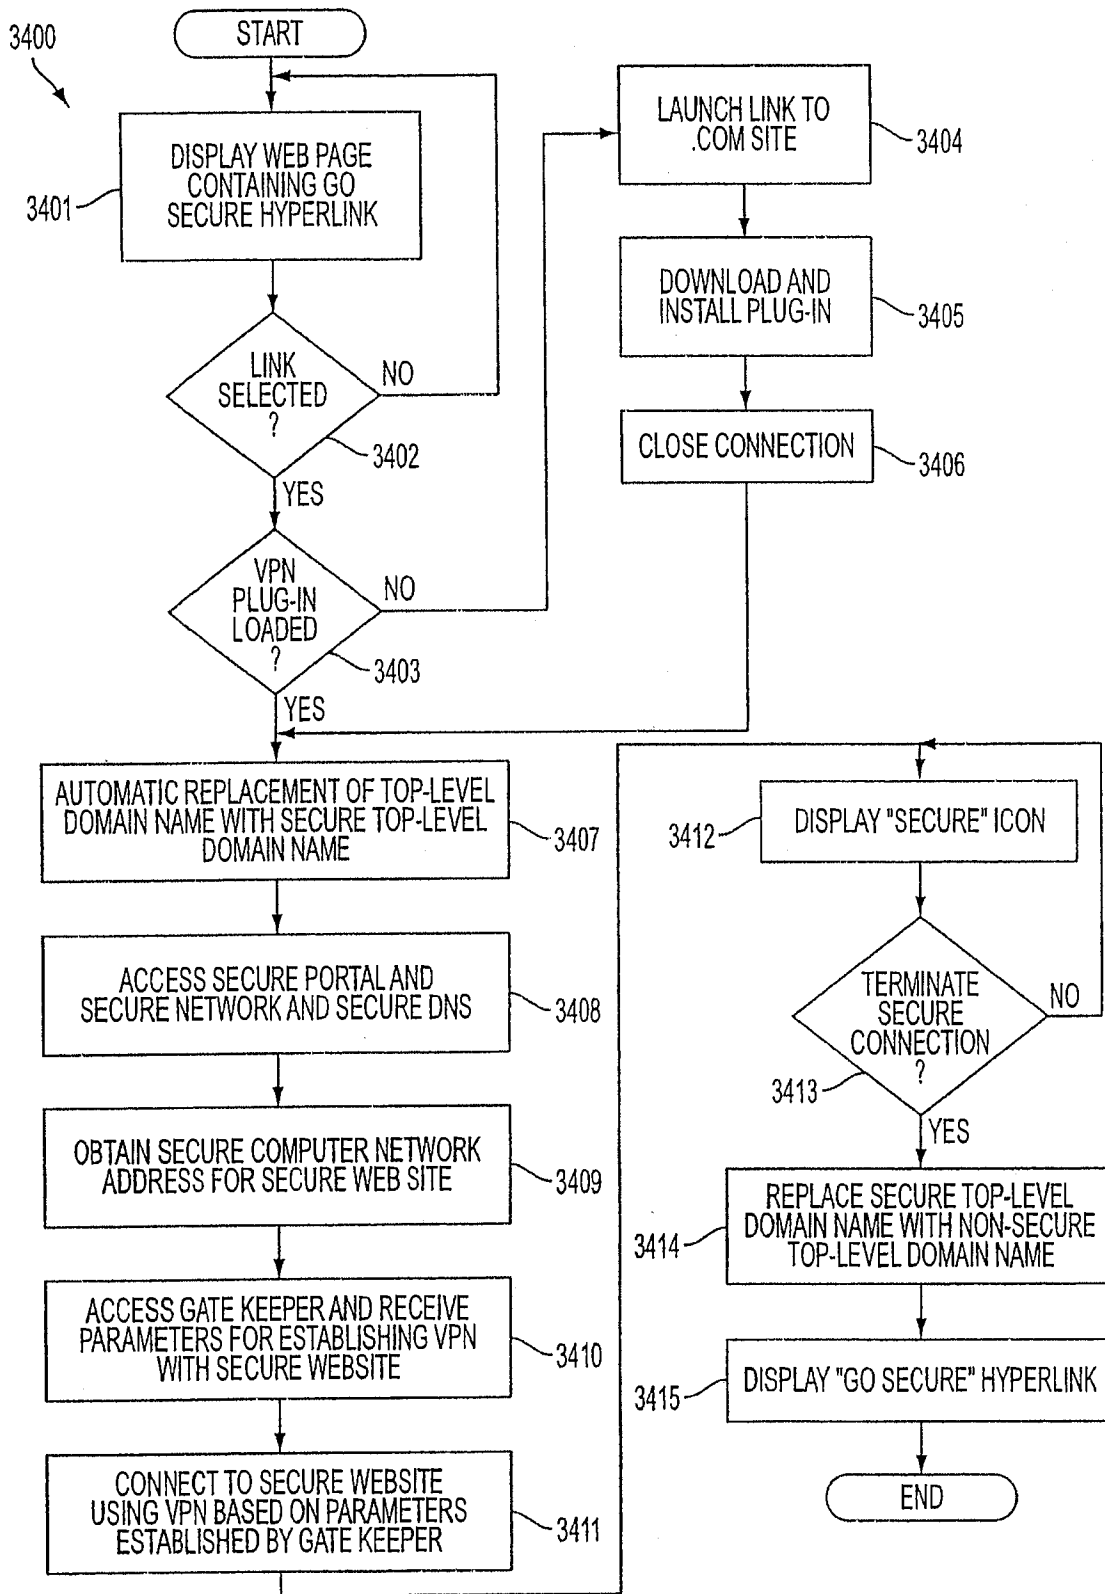 3400
START
DISPLAY WEB PAGE
CONTAINING GO
SECURE HYPERLINK
3401
LINK
SELECTED
?
NO
3402
YES
VPN
PLUG-IN
LOADED
?
NO
3403
YES
LAUNCH LINK TO
.COM SITE
3404
DOWNLOAD AND
INSTALL PLUG-IN
3405
CLOSE CONNECTION
3406
AUTOMATIC REPLACEMENT OF TOP-LEVEL
DOMAIN NAME WITH SECURE TOP-LEVEL
DOMAIN NAME
3407
ACCESS SECURE PORTAL AND
SECURE NETWORK AND SECURE DNS
3408
OBTAIN SECURE COMPUTER NETWORK
ADDRESS FOR SECURE WEB SITE
3409
ACCESS GATE KEEPER AND RECEIVE
PARAMETERS FOR ESTABLISHING VPN
WITH SECURE WEBSITE
3410
CONNECT TO SECURE WEBSITE
USING VPN BASED ON PARAMETERS
ESTABLISHED BY GATE KEEPER
3411
DISPLAY "SECURE" ICON
3412
TERMINATE
SECURE
CONNECTION
?
NO
3413
YES
REPLACE SECURE TOP-LEVEL
DOMAIN NAME WITH NON-SECURE
TOP-LEVEL DOMAIN NAME
3414
DISPLAY "GO SECURE" HYPERLINK
3415
END